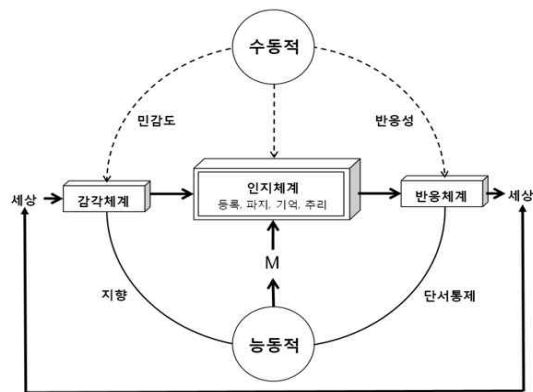 수동적
민감도
반응성
세상
감각체계
인지체계
등록, 파지, 기억, 추리
반응체계
세상
M
지향
단서통제
능동적